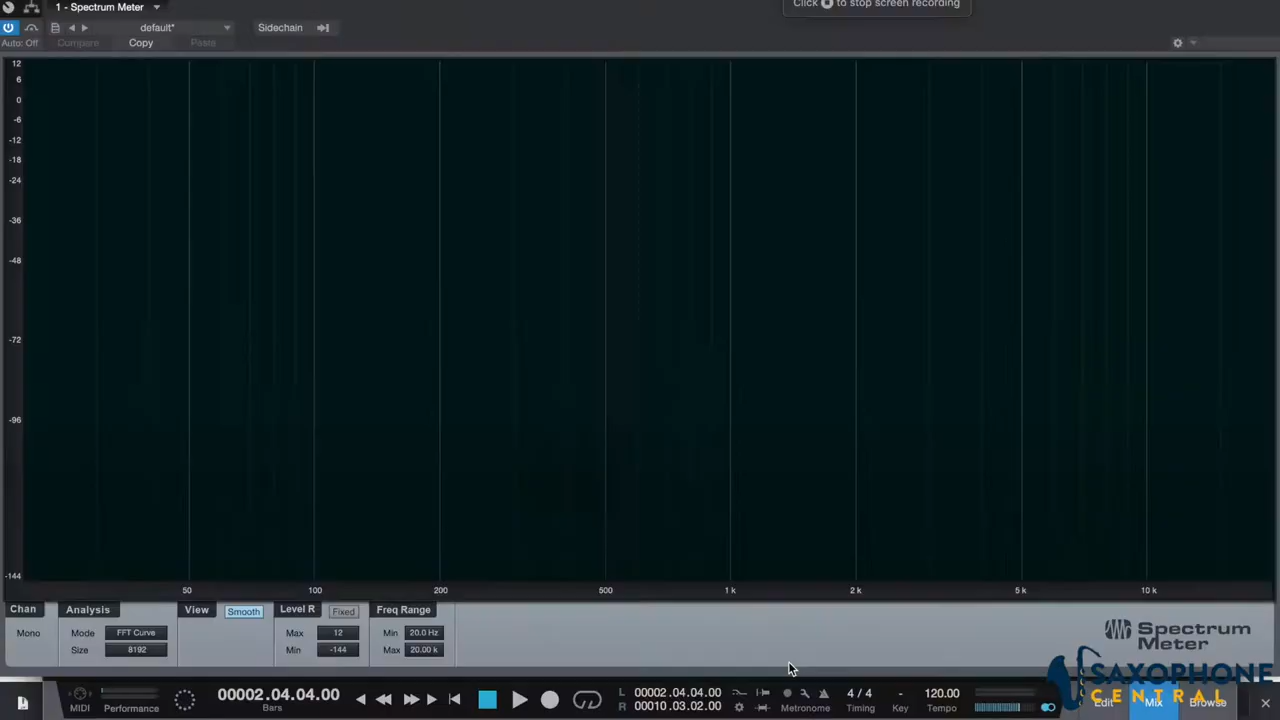 1 - Spectrum Meter
Click to stop screen recording
default*
Sidechain
Auto: Off
Compare
Copy
Paste
12
6
0
-6
-12
-18
-24
-36
-48
-72
-96
-144
50
100
200
500
1 k
2 k
5 k
10 k
Chan
Analysis
View
Smooth
Level R
Fixed
Freq Range
Mono
Mode
FFT Curve
Max
12
Min
20.0 Hz
Size
8192
Min
-144
Max
20.00 k
Spectrum
Meter
SAXOPHONE
CENTRAL
MIDI
Performance
00002.04.04.00
Bars
L
00002.04.04.00
R
00010.03.02.00
Metronome
4 / 4
Timing
-
Key
120.00
Tempo
Edit
Mix
Browse